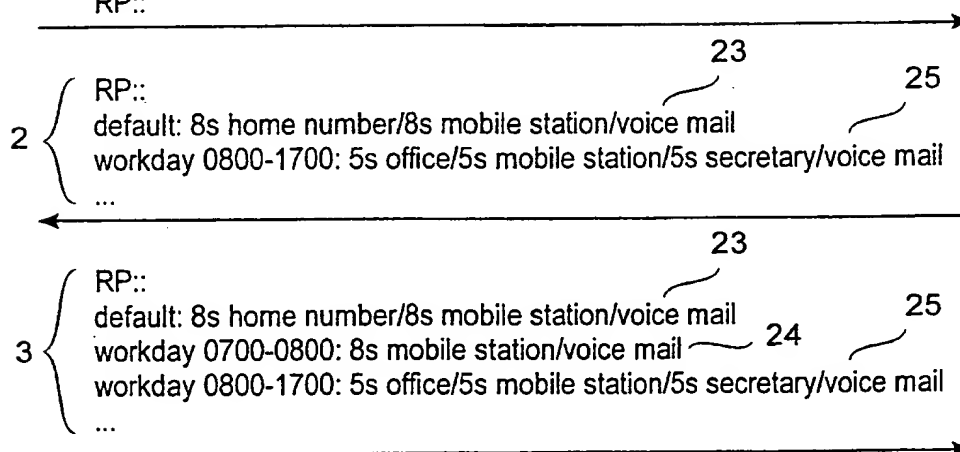 RP::
23
25
2
RP::
default: 8s home number/8s mobile station/voice mail
workday 0800-1700: 5s office/5s mobile station/5s secretary/voice mail
...
23
25
3
RP::
default: 8s home number/8s mobile station/voice mail
workday 0700-0800: 8s mobile station/voice mail 24
workday 0800-1700: 5s office/5s mobile station/5s secretary/voice mail
...